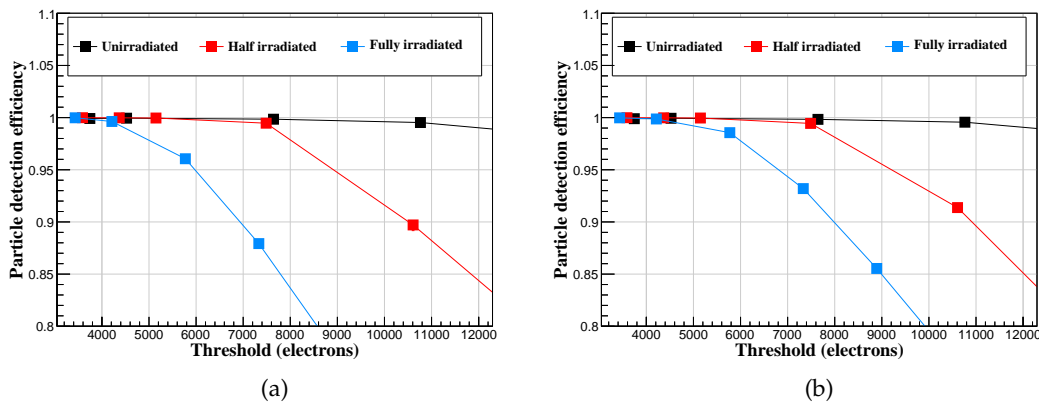 Particle detection efficiency
1.1
1.05
1
0.95
0.9
0.85
0.8
Unirradiated Half irradiated Fully irradiated
4000 5000 6000 7000 8000 9000 10000 11000 12000
Threshold (electrons)
(a)
Particle detection efficiency
1.1
1.05
1
0.95
0.9
0.85
0.8
Unirradiated Half irradiated Fully irradiated
4000 5000 6000 7000 8000 9000 10000 11000 12000
Threshold (electrons)
(b)